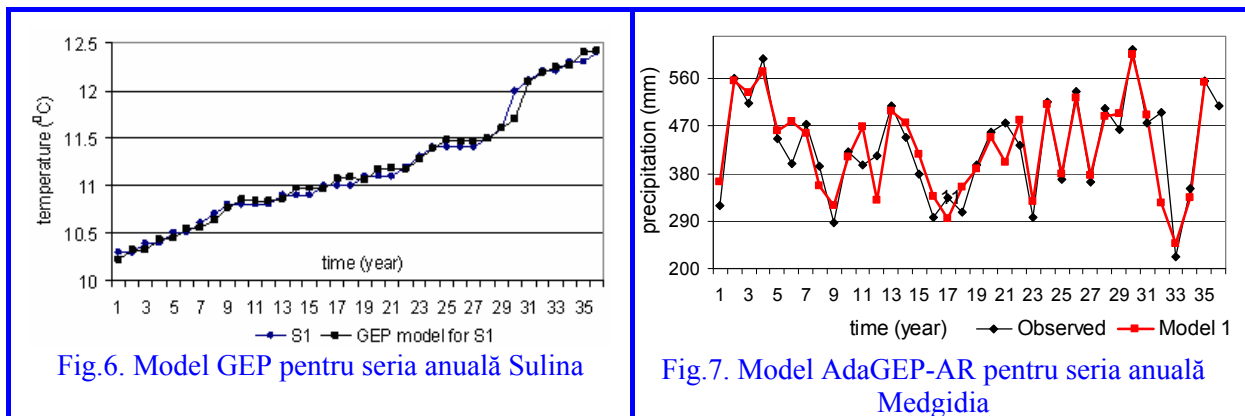 temperature (⁰C)
12.5
12
11.5
11
10.5
10
time (year)
1 3 5 7 9 11 13 15 17 19 21 23 25 27 29 31 33 35
S1 GEP model for S1
Fig.6. Model GEP pentru seria anuală Sulina
precipitation (mm)
560
470
380
290
200
11
1 3 5 7 9 11 13 15 17 19 21 23 25 27 29 31 33 35
time (year) Observed Model 1
Fig.7. Model AdaGEP-AR pentru seria anuală
Medgidia